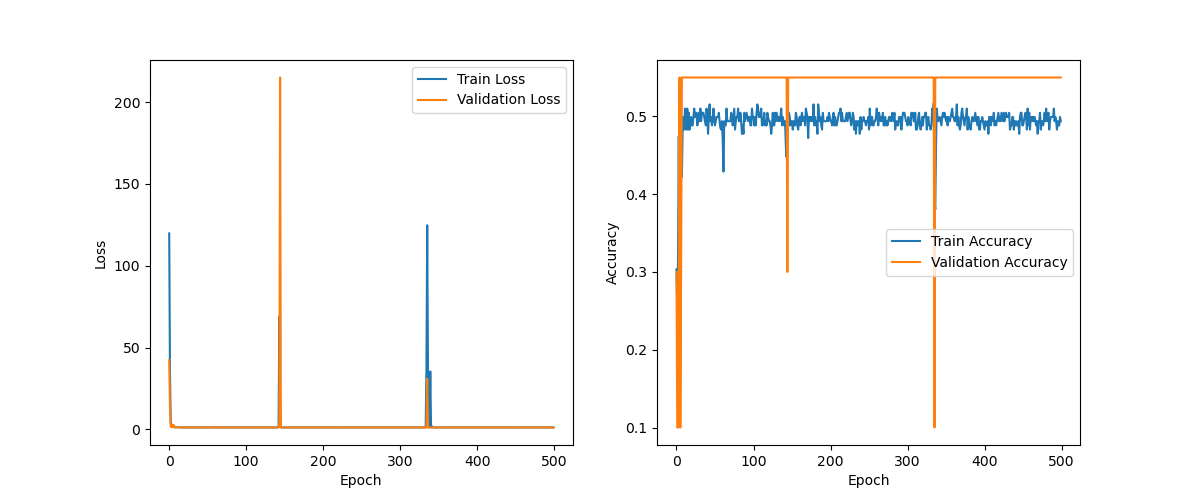 Train Loss
Validation Loss
200
150
100
50
0
Loss
0 100 200 300 400 500
Epoch
Train Accuracy
Validation Accuracy
0.5
0.4
0.3
0.2
0.1
Accuracy
0 100 200 300 400 500
Epoch